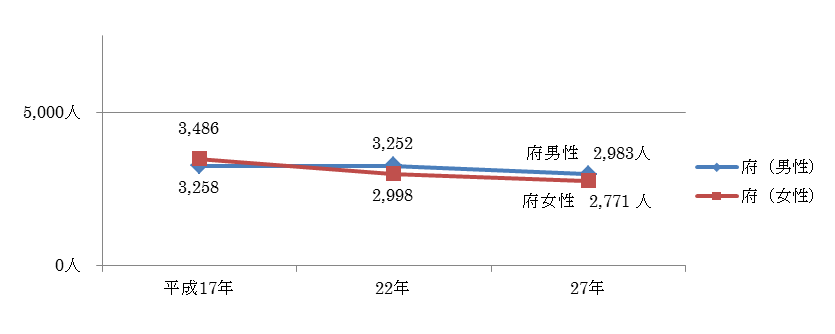 5,000人
3,486
3,252
府男性 2,983人
府（男性）
3,258
2,998
府女性 2,771 人
府（女性）
0人
平成17年
22年
27年